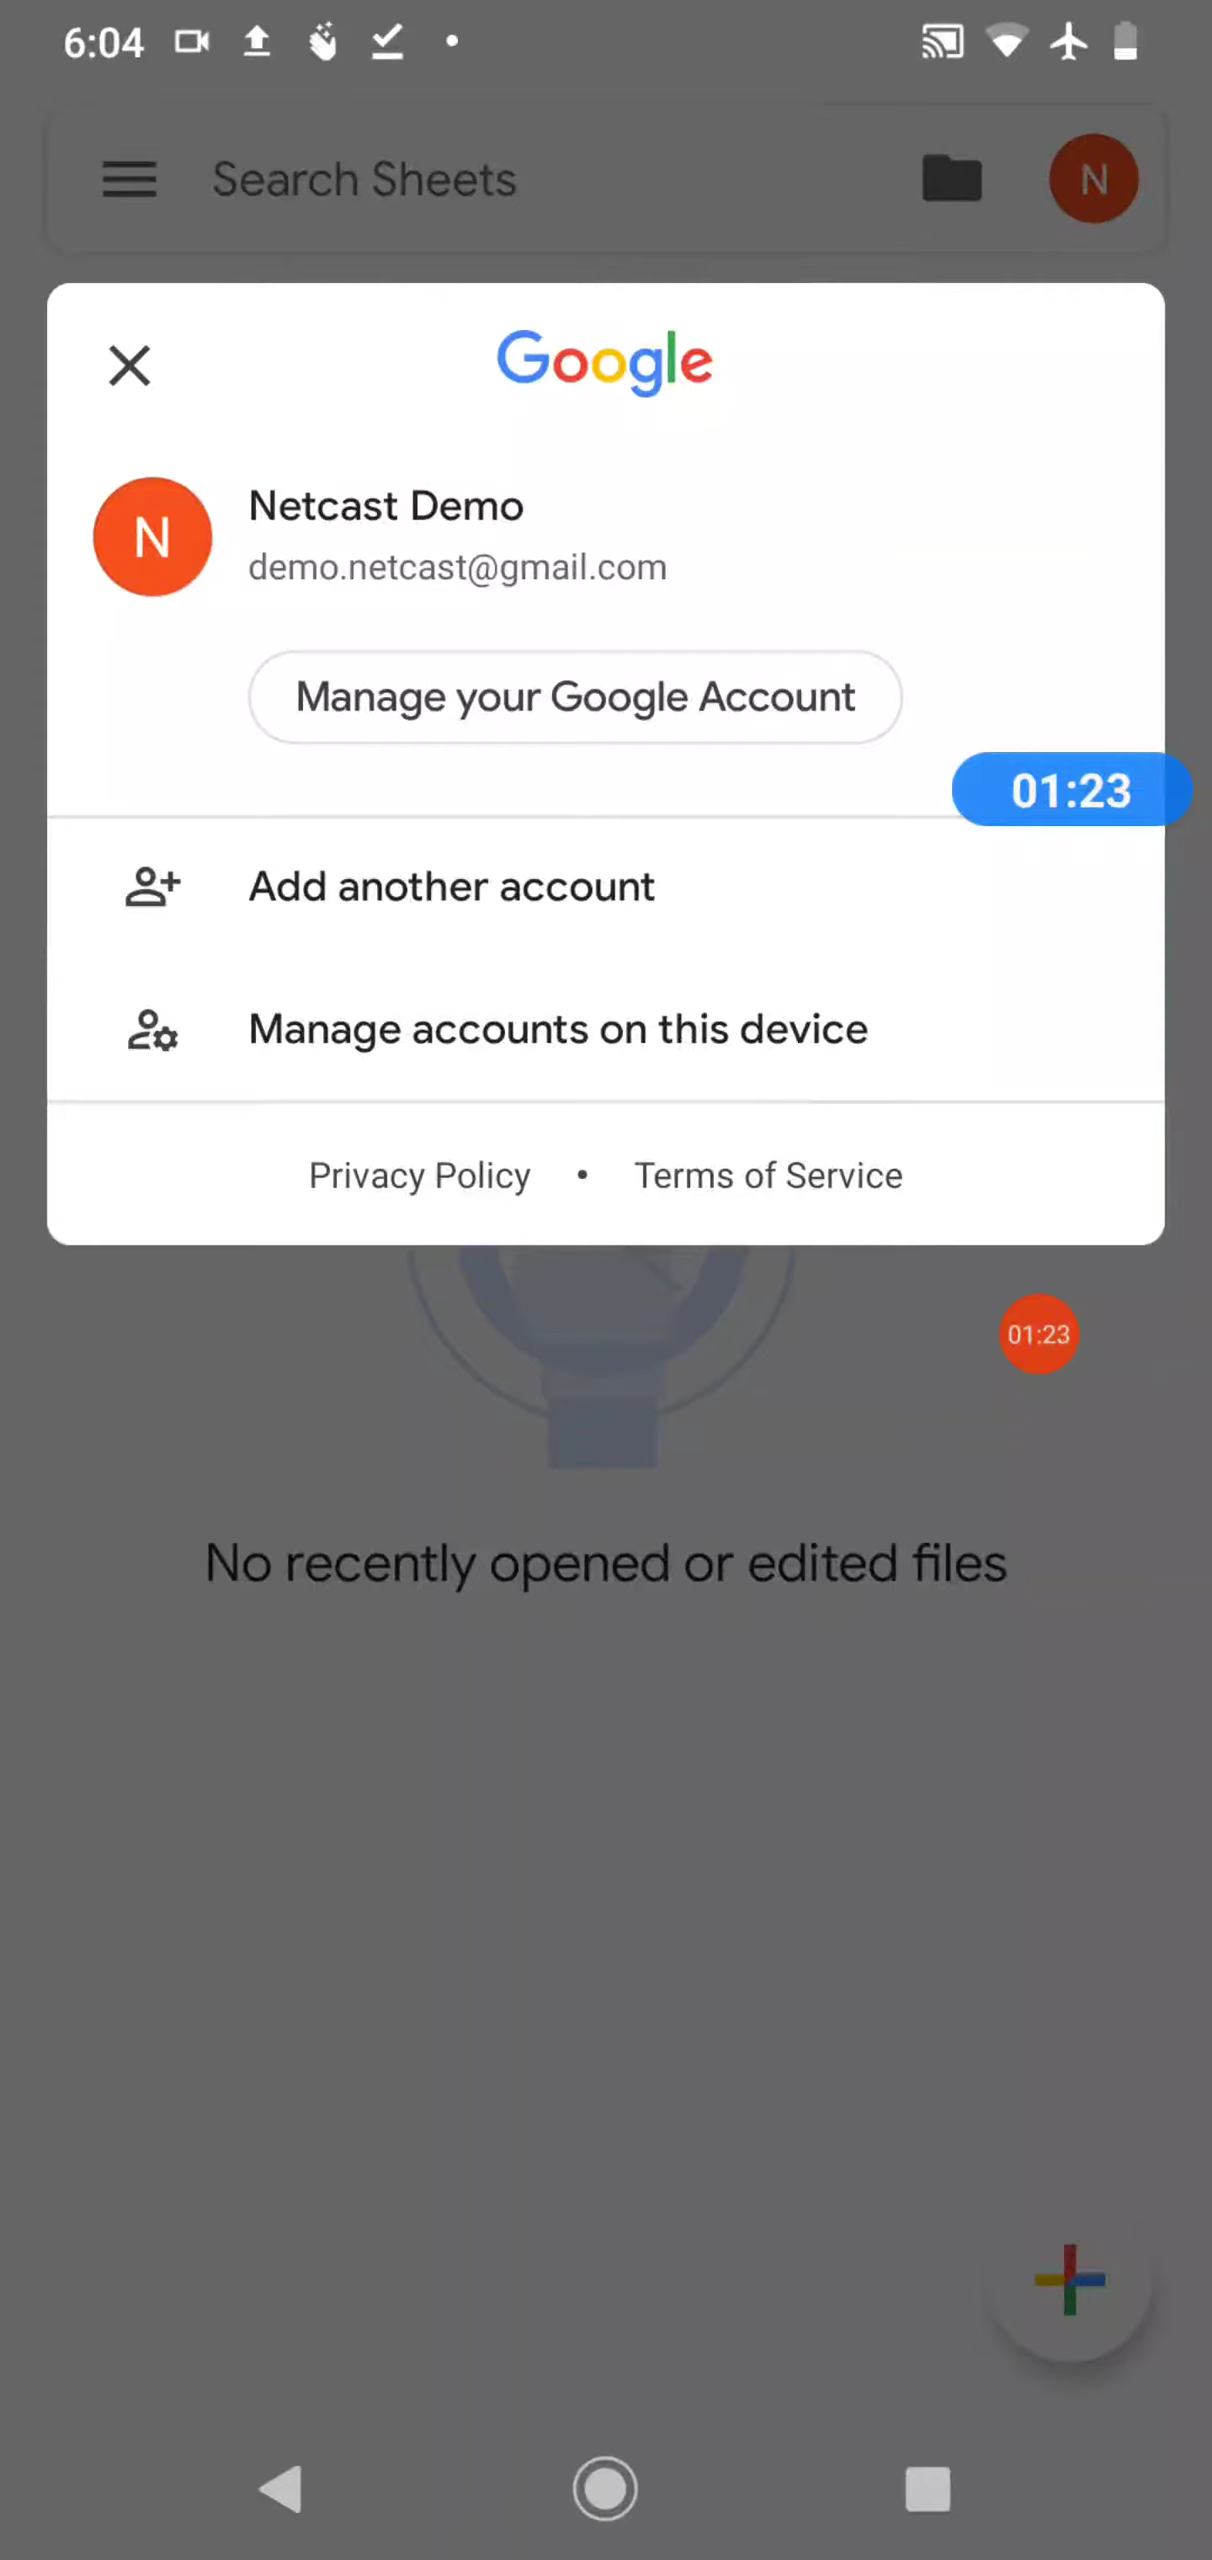 6:04
Search Sheets
N
Google
N
Netcast Demo
demo.netcast@gmail.com
Manage your Google Account
01:23
Add another account
Manage accounts on this device
Privacy Policy • Terms of Service
01:23
No recently opened or edited files